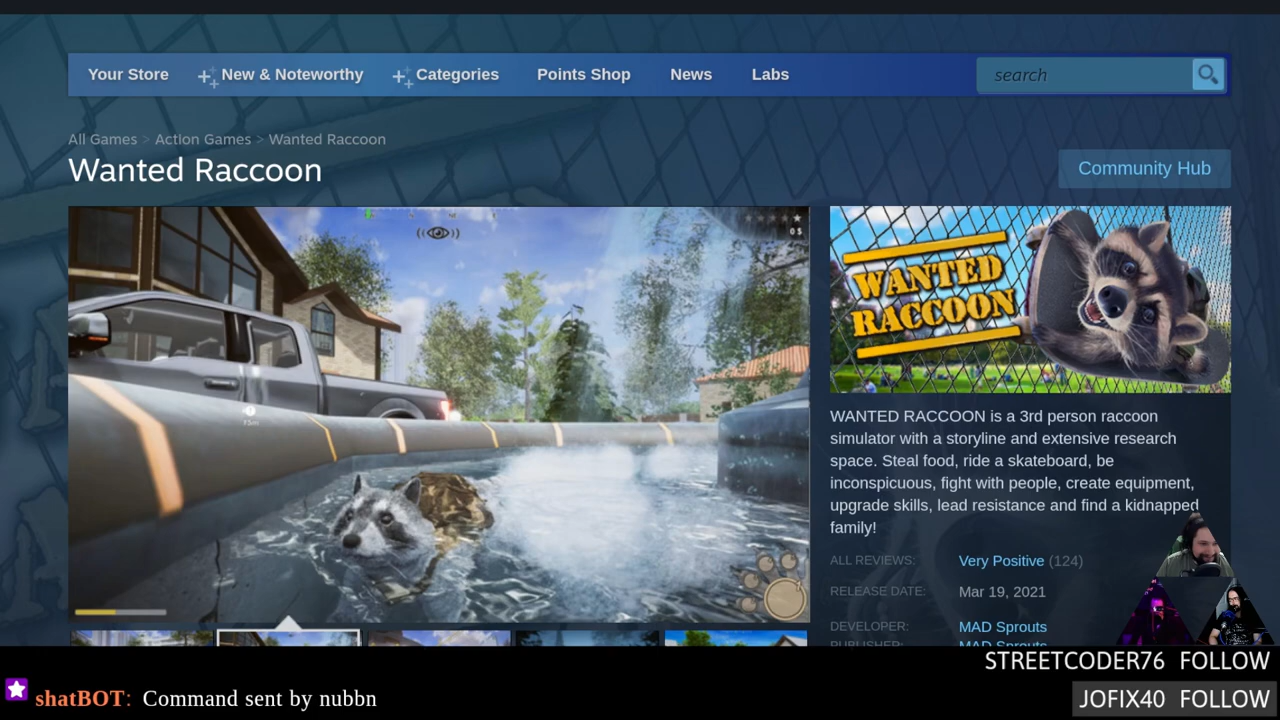 Your Store
New & Noteworthy
Categories
Points Shop
News
Labs
search
All Games > Action Games > Wanted Raccoon
Wanted Raccoon
Community Hub
0 $
WANTED
RACCOON
WANTED RACCOON is a 3rd person raccoon
simulator with a storyline and extensive research
space. Steal food, ride a skateboard, be
inconspicuous, fight with people, create equipment,
upgrade skills, lead resistance and find a kidnapped
family!
ALL REVIEWS: Very Positive (124)
RELEASE DATE: Mar 19, 2021
DEVELOPER: MAD Sprouts
PUBLISHER: MAD Sprouts
STREETCODER76 FOLLOW
shatBOT: Command sent by nubbn
JOFIX40 FOLLOW